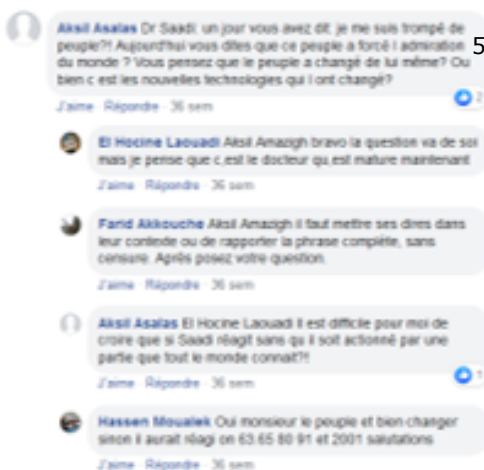 Aksil Asalas Dr Saadi: un jour vous avez dit: je me suis trompé de
peuple?! Aujourd'hui vous dites que ce peuple a forcé l admiration
du monde ? Vous pensez que le peuple a changé de lui même? Ou
bien c est les nouvelles technologies qui l ont changé?
5
2
J'aime · Répondre · 36 sem
El Hocine Laouadi Aksil Amazigh bravo la question va de soi
mais je pense que c,est le docteur qu,est mature maintenant
J'aime · Répondre · 36 sem
Farid Akkouche Aksil Amazigh il faut mettre ses dires dans
leur contexte ou de rapporter la phrase complète, sans
censure. Après posez votre question.
J'aime · Répondre · 36 sem
Aksil Asalas El Hocine Laouadi Il est difficile pour moi de
croire que si Saadi réagit sans qu il soit actionné par une
partie que tout le monde connait?!
1
J'aime · Répondre · 36 sem
Hassen Moualek Oui monsieur le peuple et bien changer
sinon il aurait réagi on 63.65 80 91 et 2001 salutations
J'aime · Répondre · 36 sem